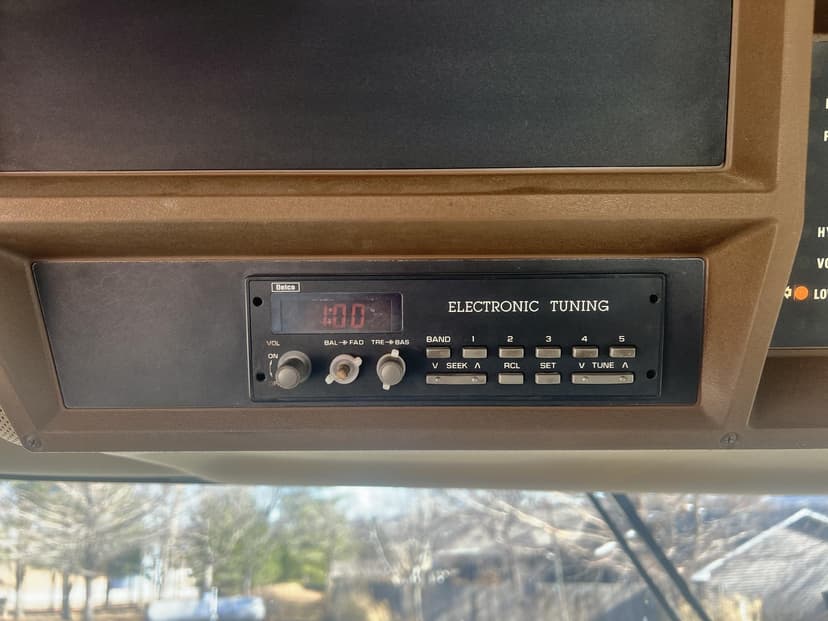 Delco
ELECTRONIC TUNING
1:00
VOL
ON
BAL FAD
TRE BAS
BAND 1 2 3 4 5
V SEEK Λ RCL SET V TUNE Λ